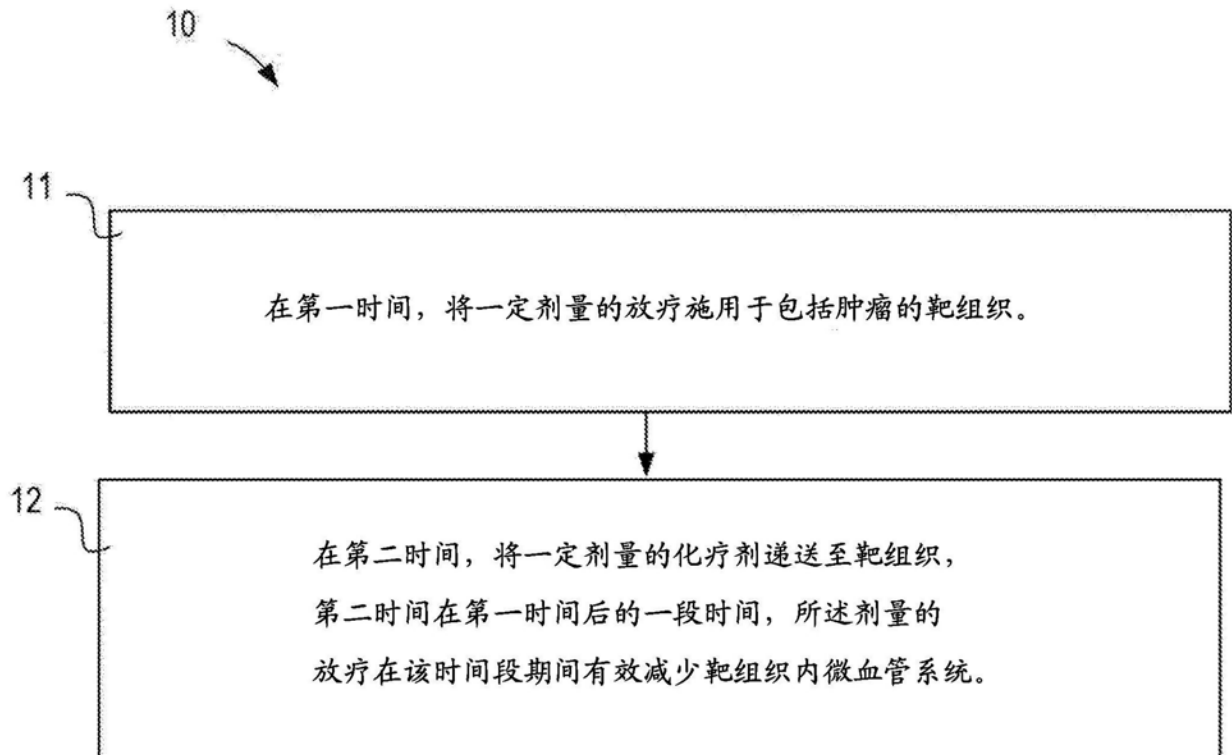 10
11
在第一时间，将一定剂量的放疗施用于包括肿瘤的靶组织。
12
在第二时间，将一定剂量的化疗剂递送至靶组织，
第二时间在第一时间后的一段时间，所述剂量的
放疗在该时间段期间有效减少靶组织内微血管系统。